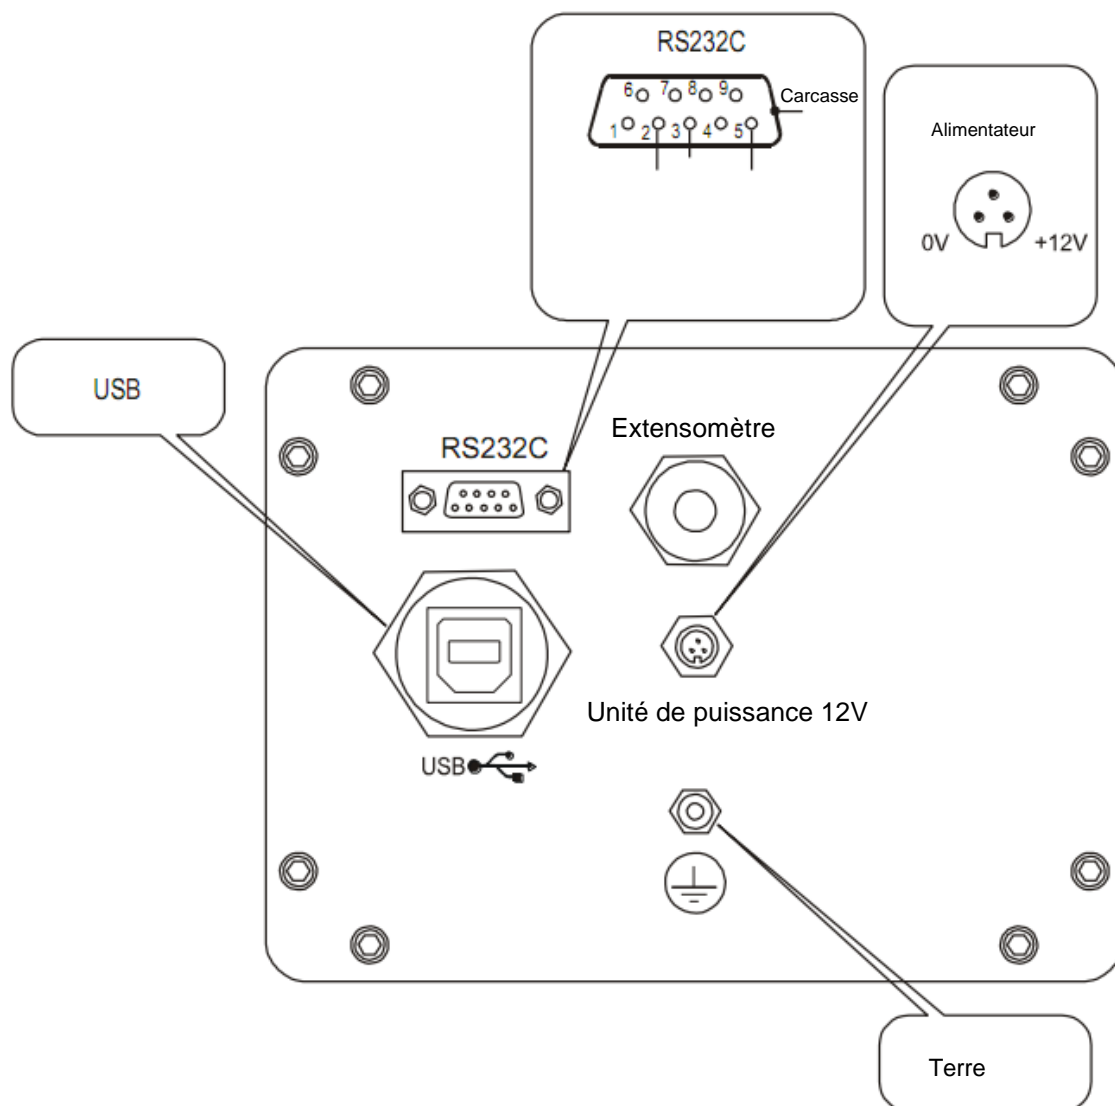 RS232C
6 7 8 9
Carcasse
1 2 3 4 5
Alimentateur
0V +12V
USB
Extensomètre
RS232C
Unité de puissance 12V
USB
Terre